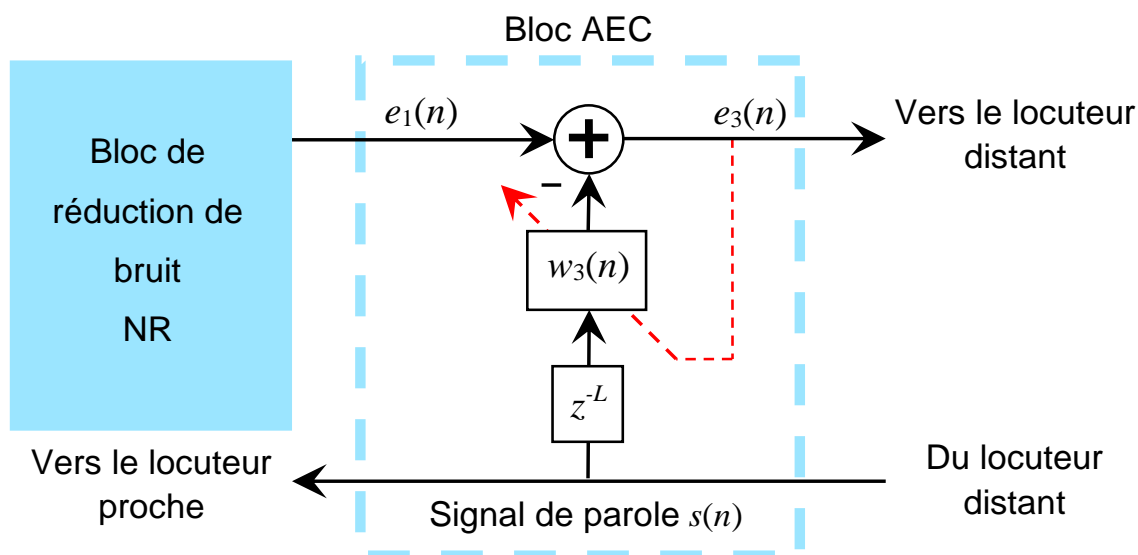 Bloc AEC
e₁(n)
e₃(n)
Vers le locuteur
distant
Bloc de
réduction de
bruit
NR
+
−
w₃(n)
z⁻ᴸ
Vers le locuteur
proche
Du locuteur
distant
Signal de parole s(n)